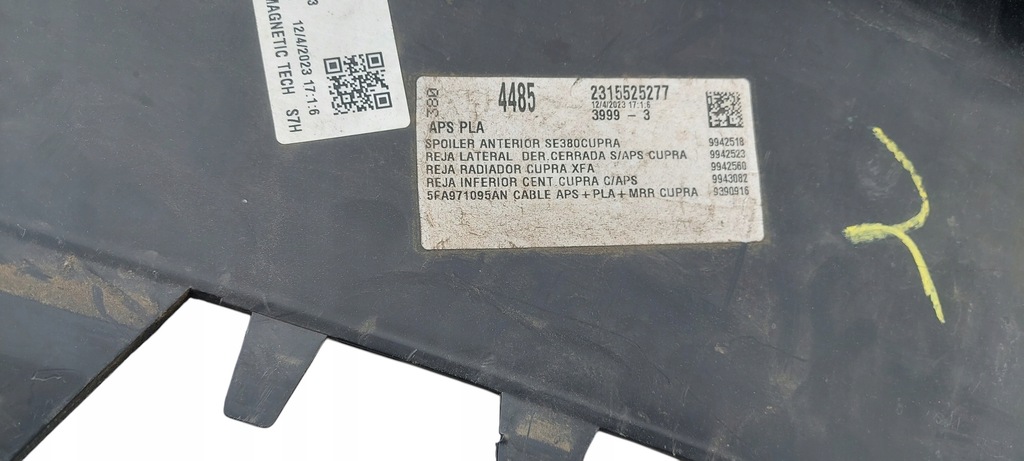 3
12/4/2023 17:1:6
MAGNETIC TECH S7H
380
4485
2315525277
12/4/2023 17:1:6
3999 - 3
APS PLA
SPOILER ANTERIOR SE380CUPRA 9942518
REJA LATERAL DER.CERRADA S/APS CUPRA 9942523
REJA RADIADOR CUPRA XFA 9942560
REJA INFERIOR CENT.CUPRA C/APS 9943082
5FA971095AN CABLE APS+PLA+MRR CUPRA 9390916